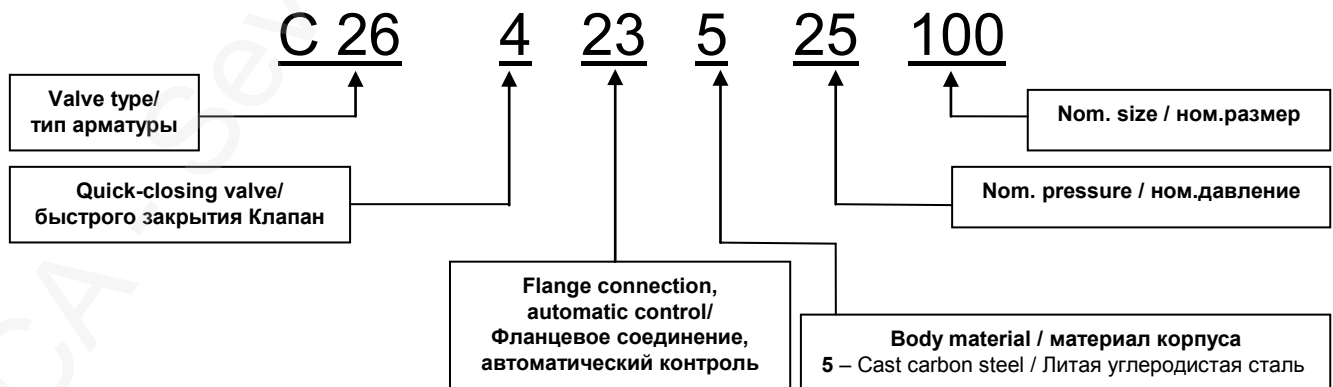 C 26 4 23 5 25 100
Valve type/
тип арматуры
Nom. size / ном.размер
Quick-closing valve/
быстрого закрытия Клапан
Nom. pressure / ном.давление
Flange connection,
automatic control/
Фланцевое соединение,
автоматический контроль
Body material / материал корпуса
5 – Cast carbon steel / Литая углеродистая сталь